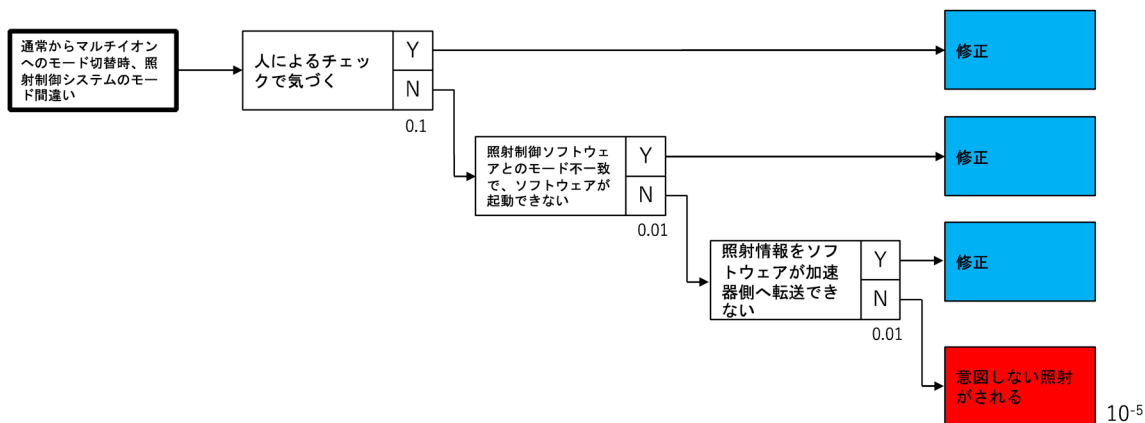 通常からマルチイオン
へのモード切替時、照
射制御システムのモー
ド間違い
人によるチェッ
クで気づく
Y
N
0.1
修正
照射制御ソフトウェ
アとのモード不一致
で、ソフトウェアが
起動できない
Y
N
0.01
修正
照射情報をソフ
トウェアが加速
器側へ転送でき
ない
Y
N
0.01
修正
意図しない照射
がされる
10⁻⁵